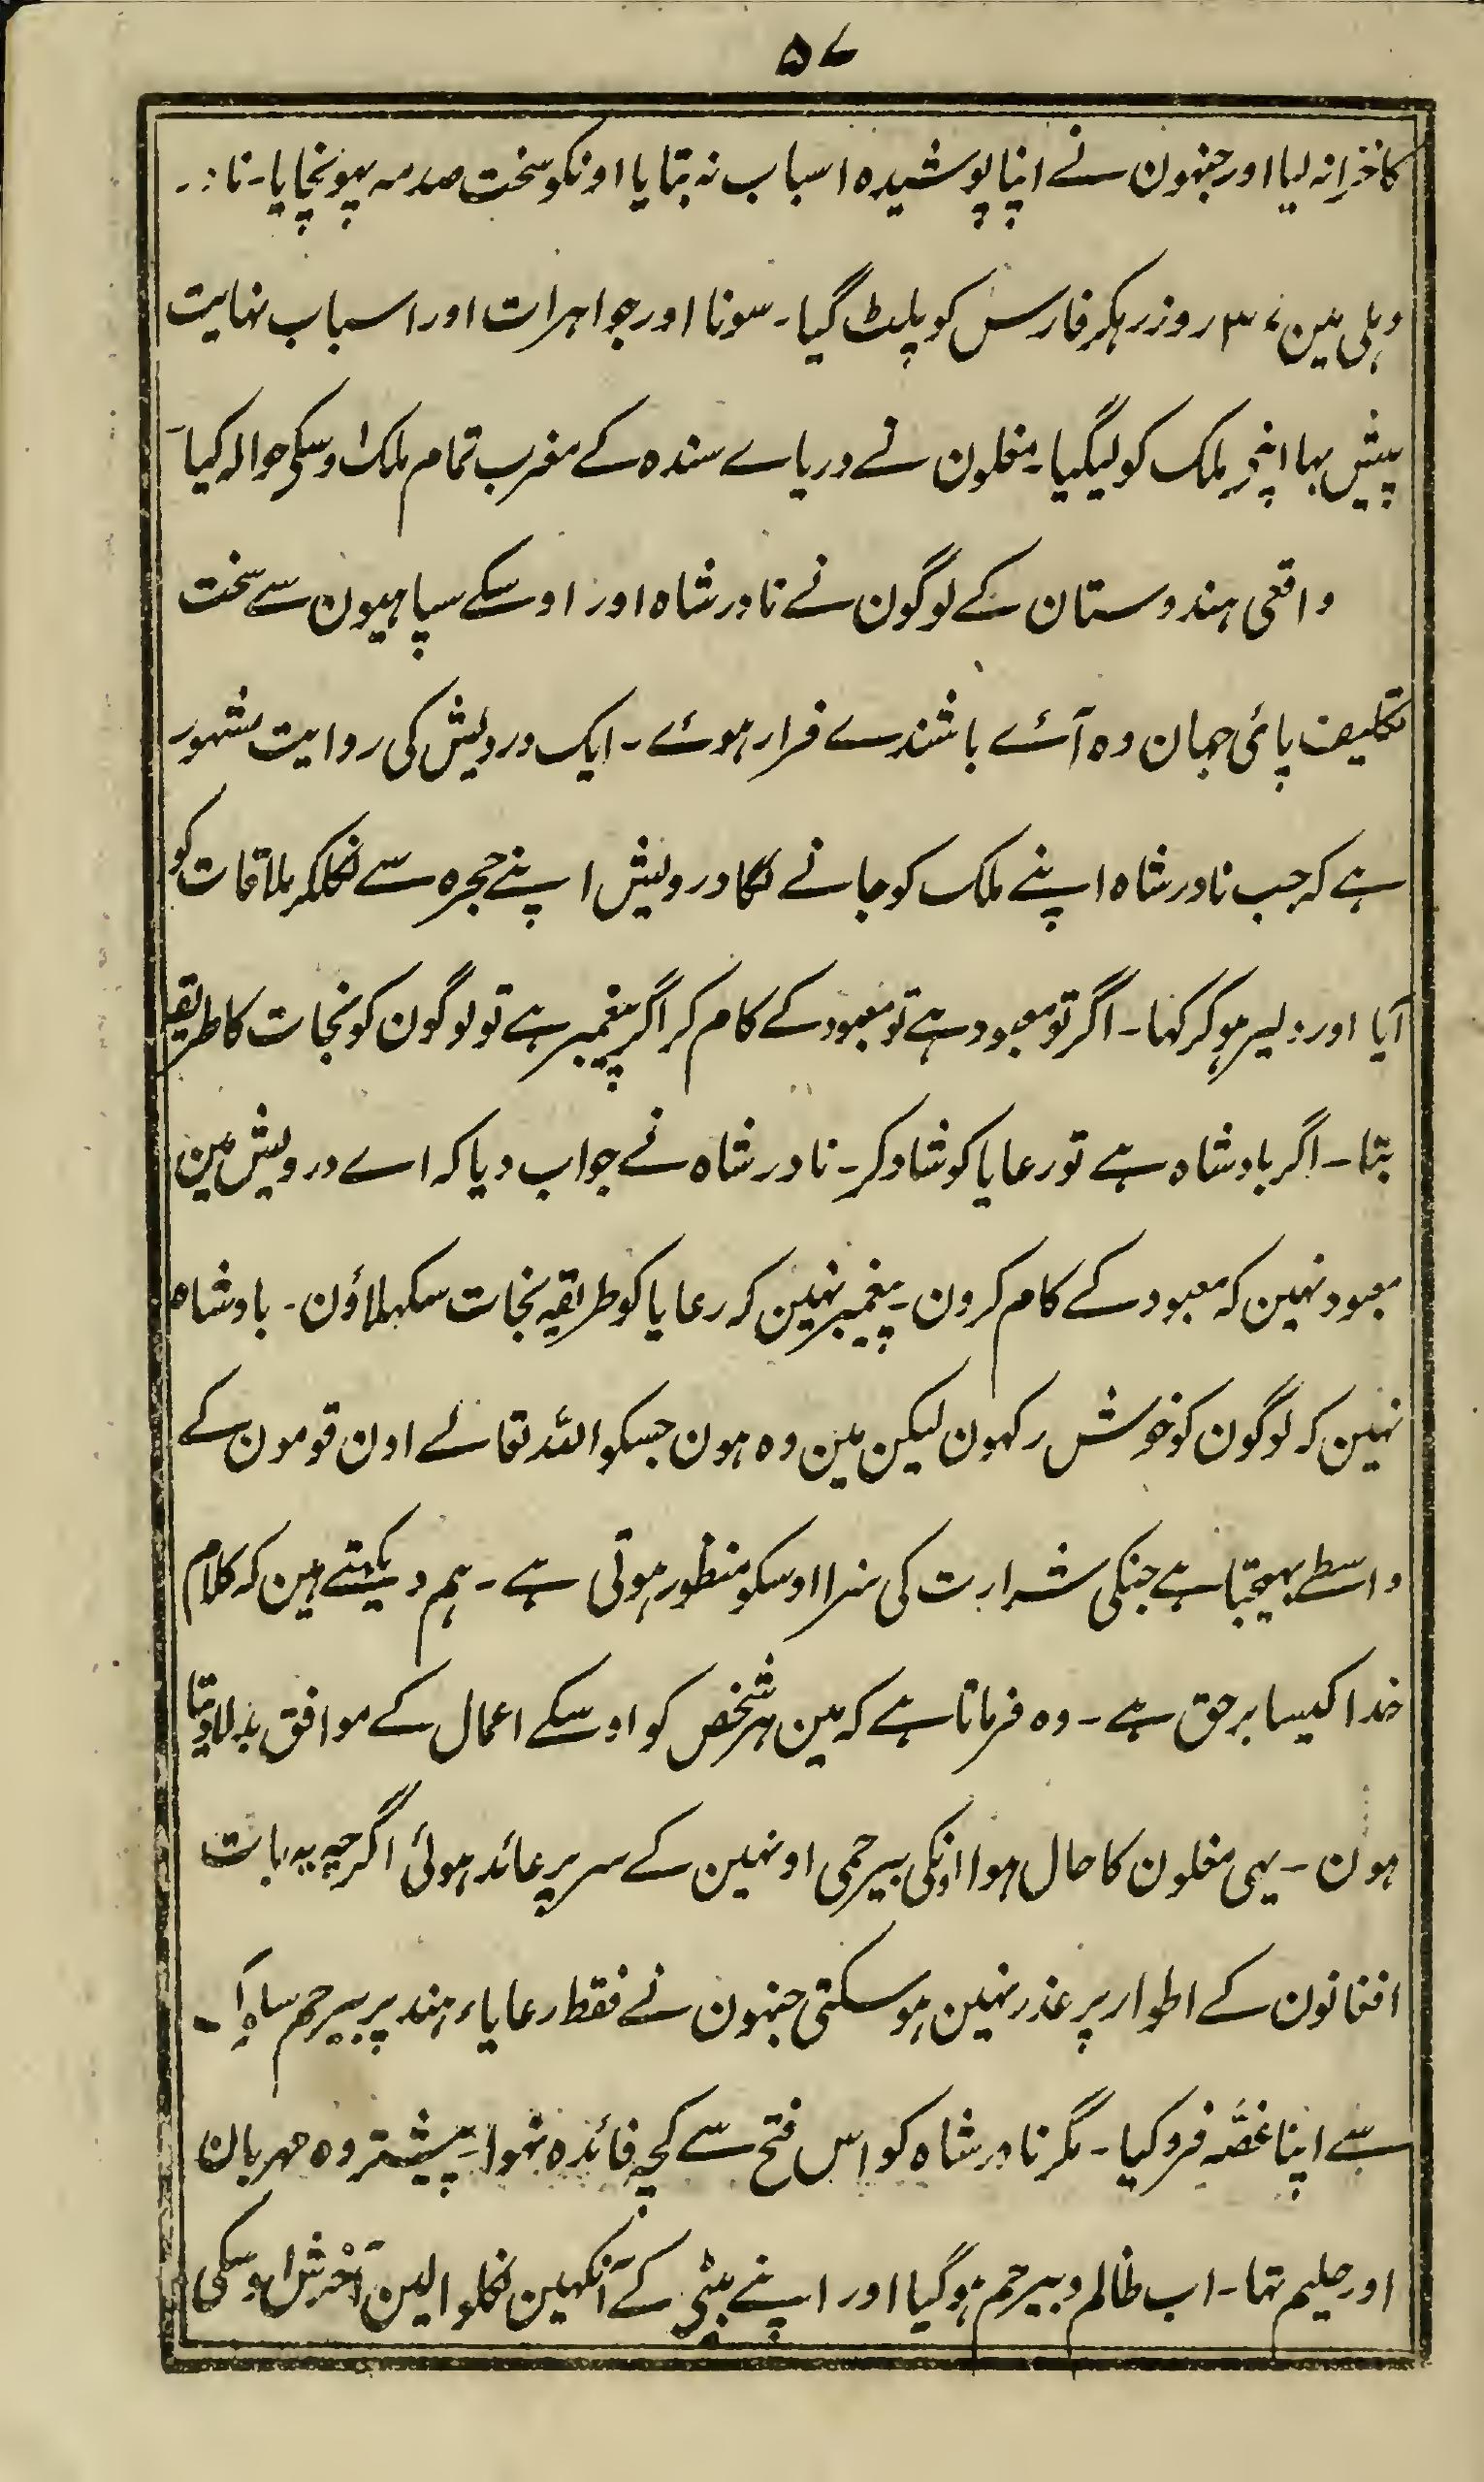 ۵۷
کا خزانہ لیا اور جنہون نے اپنا پوشیدہ اسباب نہ بتایا اونکو سخت صدمہ پہونچایا۔ نادر
دہلی مین ۳۷ روز رہکر فارس کو پلٹ گیا۔ سونا اور جواہرات اور اسباب نہایت
بیش بہا اپنے ملک کو لیگیا۔ مغلون نے دریاے سندہ کے مغرب تمام ملک اوسکی حوالہ کیا۔
واقعی ہندوستان کے لوگون نے نادر شاہ اور اوسکے سپاہیون سے سخت
تکلیف پائی جہان وہ آئے باشندے فرار ہوئے۔ ایک درویش کی روایت مشہور
ہے کہ جب نادر شاہ اپنے ملک کو جانے لگا درویش اپنے حجرہ سے نکلکر ملاقات کو
آیا اور دلیر ہوکر کہا۔ اگر تو معبود ہے تو معبود کے کام کر اگر پیغمبر ہے تو لوگون کو نجات کا طریقہ
بتا۔ اگر بادشاہ ہے تو رعایا کو شاد کر۔ نادر شاہ نے جواب دیا کہ اے درویش مین
معبود نہین کہ معبود کے کام کرون۔ پیغمبر نہین کہ رعایا کو طریقہ نجات سکہلاؤن۔ بادشاہ
نہین کہ لوگون کو خوش رکہون لیکن مین وہ ہون جسکو اللہ تعالے اون قومون کے
واسطے بہیجتا ہے جنکی شرارت کی سزا اوسکو منظور ہوتی ہے۔ ہم دیکہتے ہین کہ کلام
خدا کیسا برحق ہے۔ وہ فرماتا ہے کہ مین ہر شخص کو اوسکے اعمال کے موافق بدلا دیتا
ہون۔ یہی مغلون کا حال ہوا اونکی بیرحمی اونہین کے سر پر عائد ہوئی اگرچہ یہ بات
افغانون کے اطوار پر عذر نہین ہوسکتی جنہون نے فقط رعایاء ہند پر بیرحم
سے اپنا غصّہ فرو کیا۔ مگر نادر شاہ کو اس فتح سے کچہ فائدہ نہوا۔ پیشتر وہ مہربان
اور حلیم تہا۔ اب ظالم و بیرحم ہوگیا اور اپنے بیٹی کے آنکہین نکلوالین آخرش اوسکی